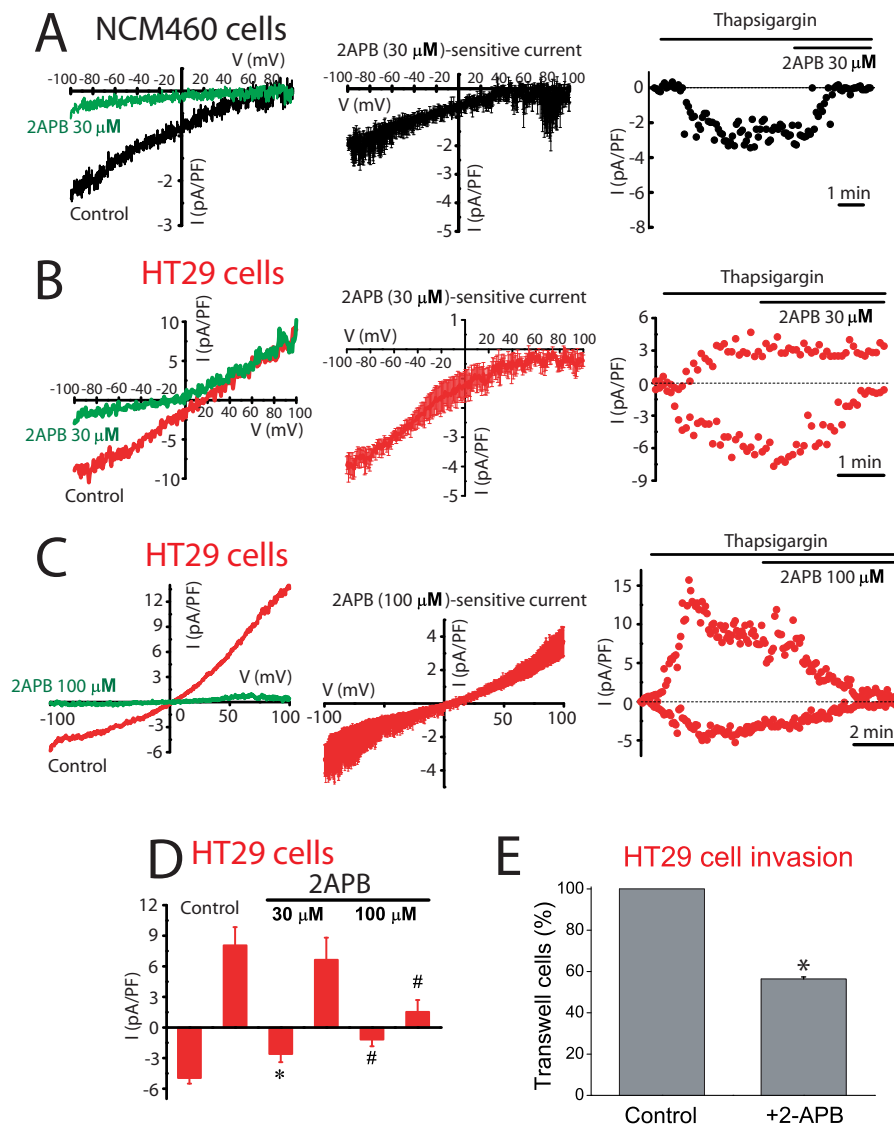 A NCM460 cells
V (mV)
-100 -80 -60 -40 -20 20 40 60 80
0
2APB 30 μM
-2
-3
I (pA/PF)
Control
2APB (30 μM)-sensitive current
-100 -80 -60 -40 -20 20 40 60 80 100
V (mV)
-2
-3
-4
-5
I (pA/PF)
Thapsigargin
2APB 30 μM
0
-2
-4
-6
-8
I (pA/PF)
1 min
B HT29 cells
10
5
-5
-10
I (pA/PF)
-100 -80 -60 -40 -20
20 40 60 80 100
V (mV)
2APB 30 μM
Control
2APB (30 μM)-sensitive current
1
V (mV)
-100 -80 -60 -40 -20 20 40 60 80 100
-3
-4
-5
I (pA/PF)
Thapsigargin
2APB 30 μM
6
3
0
-3
-6
-9
I (pA/PF)
1 min
C HT29 cells
12
9
6
3
0
-3
-6
I (pA/PF)
2APB 100 μM
V (mV)
-100 0 50 100
Control
2APB (100 μM)-sensitive current
4
2
-2
-4
I (pA/PF)
V (mV)
-100 50 100
Thapsigargin
2APB 100 μM
15
10
5
0
-5
I (pA/PF)
2 min
D HT29 cells
2APB
Control
30 μM 100 μM
12
9
6
3
0
-3
-6
I (pA/PF)
*
#
#
E HT29 cell invasion
100
80
60
40
20
0
Transwell cells (%)
*
Control +2-APB